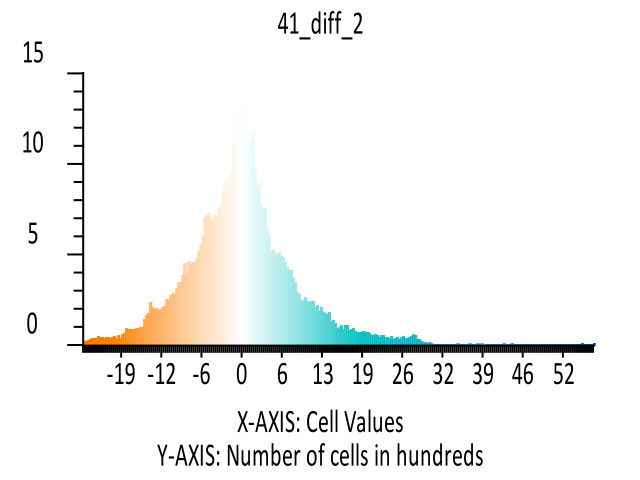 41_diff_2
15
10
5
0
-19 -12 -6 0 6 13 19 26 32 39 46 52
X-AXIS: Cell Values
Y-AXIS: Number of cells in hundreds